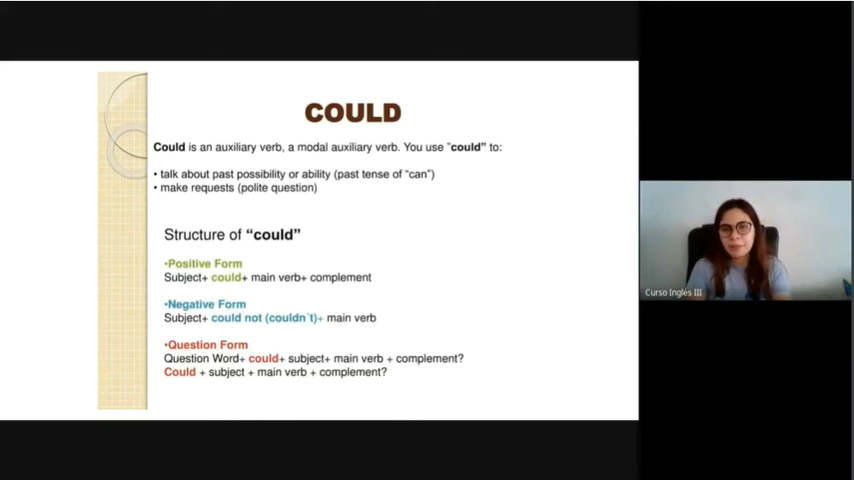 COULD
Could is an auxiliary verb, a modal auxiliary verb. You use "could" to:
• talk about past possibility or ability (past tense of "can")
• make requests (polite question)
Structure of "could"
•Positive Form
Subject+ could+ main verb+ complement
•Negative Form
Subject+ could not (couldn´t)+ main verb
•Question Form
Question Word+ could+ subject+ main verb + complement?
Could + subject + main verb + complement?
Curso Inglés III